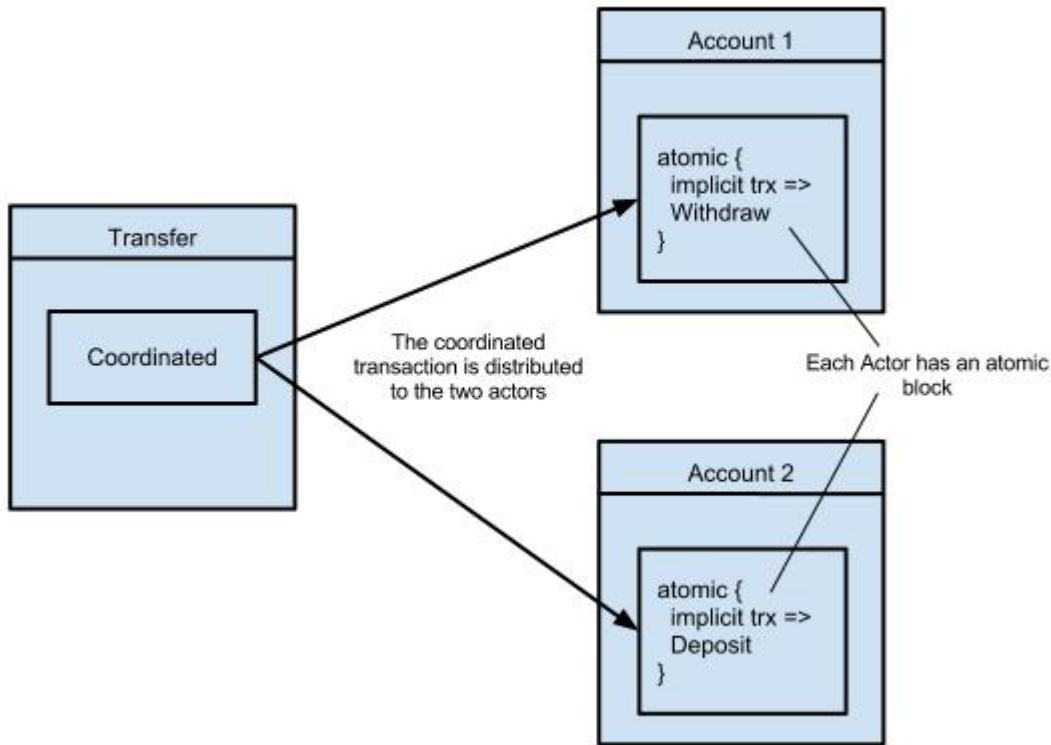 Account 1
atomic {
implicit trx =>
Withdraw
}
Transfer
Coordinated
The coordinated
transaction is distributed
to the two actors
Each Actor has an atomic
block
Account 2
atomic {
implicit trx =>
Deposit
}